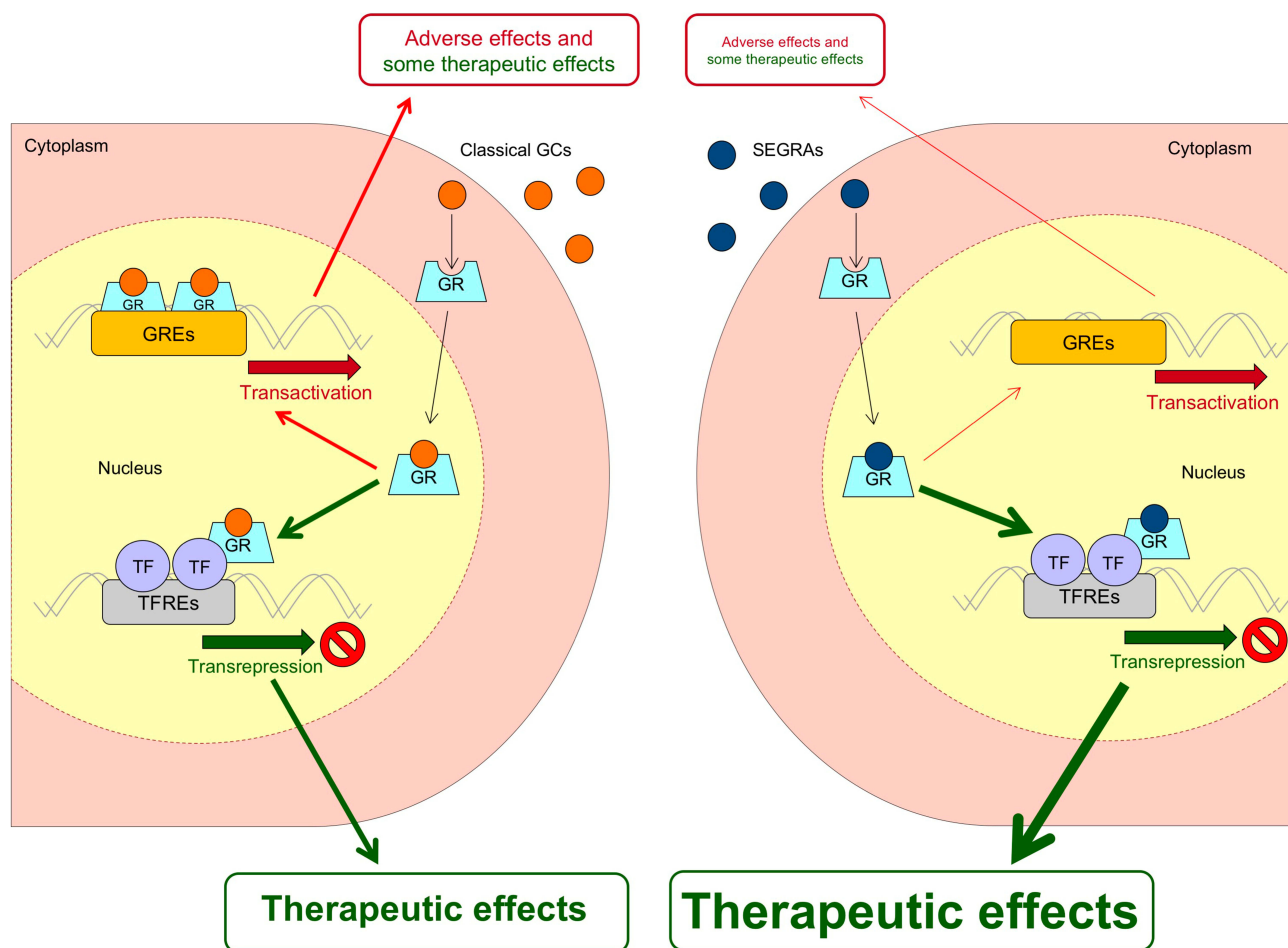 Adverse effects and
some therapeutic effects
Cytoplasm
Classical GCs
GR
GR
GR
GREs
Transactivation
GR
Nucleus
GR
TF
TF
TFREs
Transrepression
Therapeutic effects
Adverse effects and
some therapeutic effects
SEGRAs
Cytoplasm
GR
GREs
Transactivation
GR
Nucleus
GR
TF
TF
TFREs
Transrepression
Therapeutic effects